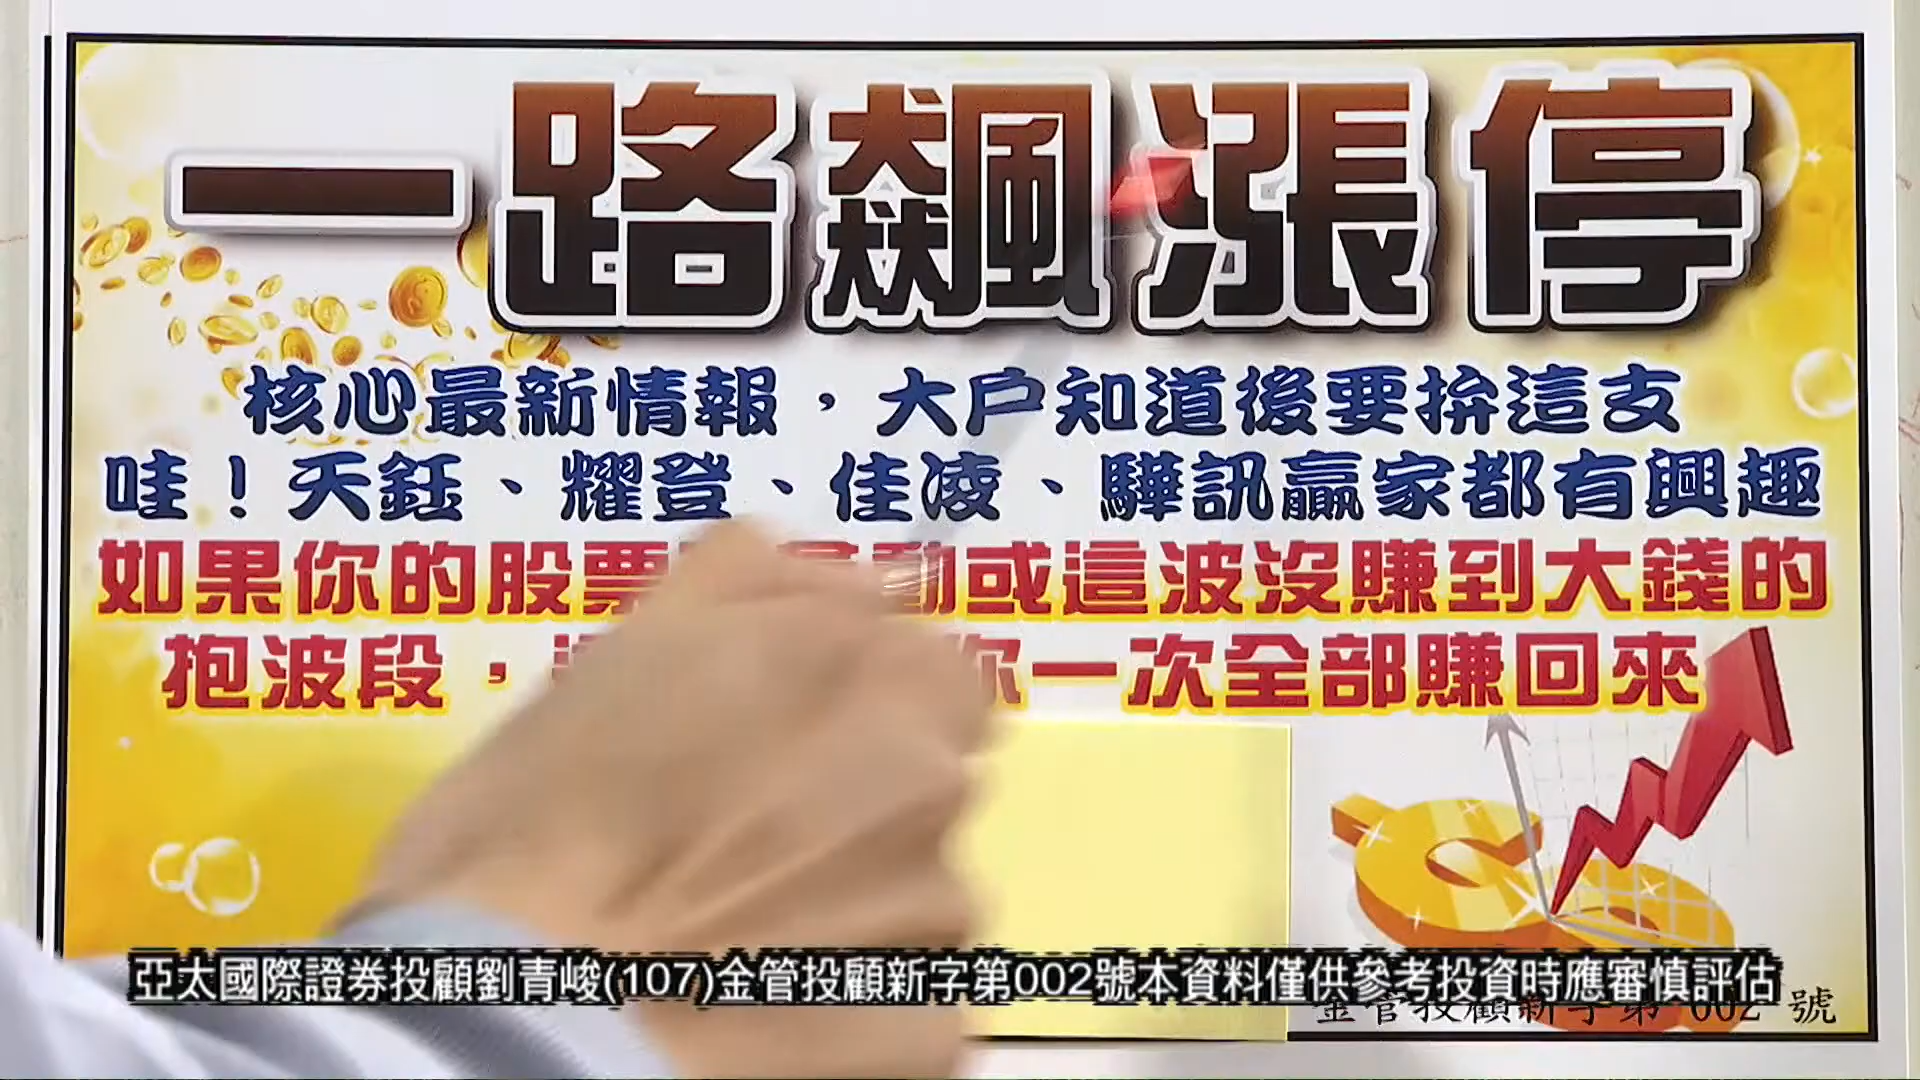 一路飆漲停
核心最新情報，大戶知道後要拚這支
哇！天鈺、耀登、佳凌、驊訊贏家都有興趣
如果你的股票 動或這波沒賺到大錢的
抱波段， 你一次全部賺回來
亞太國際證券投顧劉青峻(107)金管投顧新字第002號本資料僅供參考投資時應審慎評估
金管投顧新字第 002 號